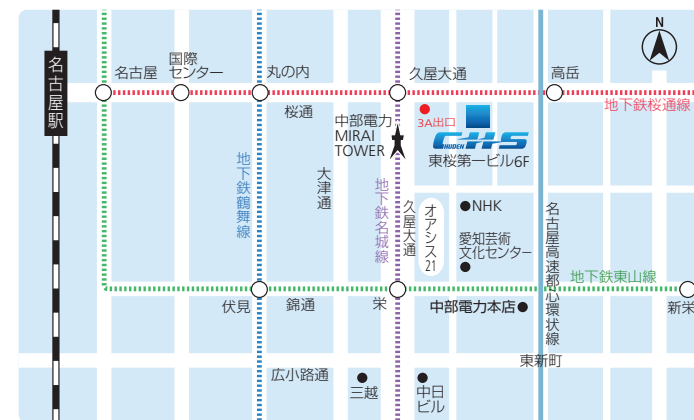 N
名古屋駅
名古屋
国際
センター
丸の内
久屋大通
高岳
地下鉄桜通線
桜通
中部電力
MIRAI
TOWER
3A出口
CHUDEN CHS
東桜第一ビル6F
大津通
地下鉄鶴舞線
地下鉄名城線
久屋大通
オアシス21
NHK
愛知芸術
文化センター
名古屋高速都心環状線
地下鉄東山線
伏見
錦通
栄
中部電力本店
新栄
東新町
広小路通
三越
中日
ビル